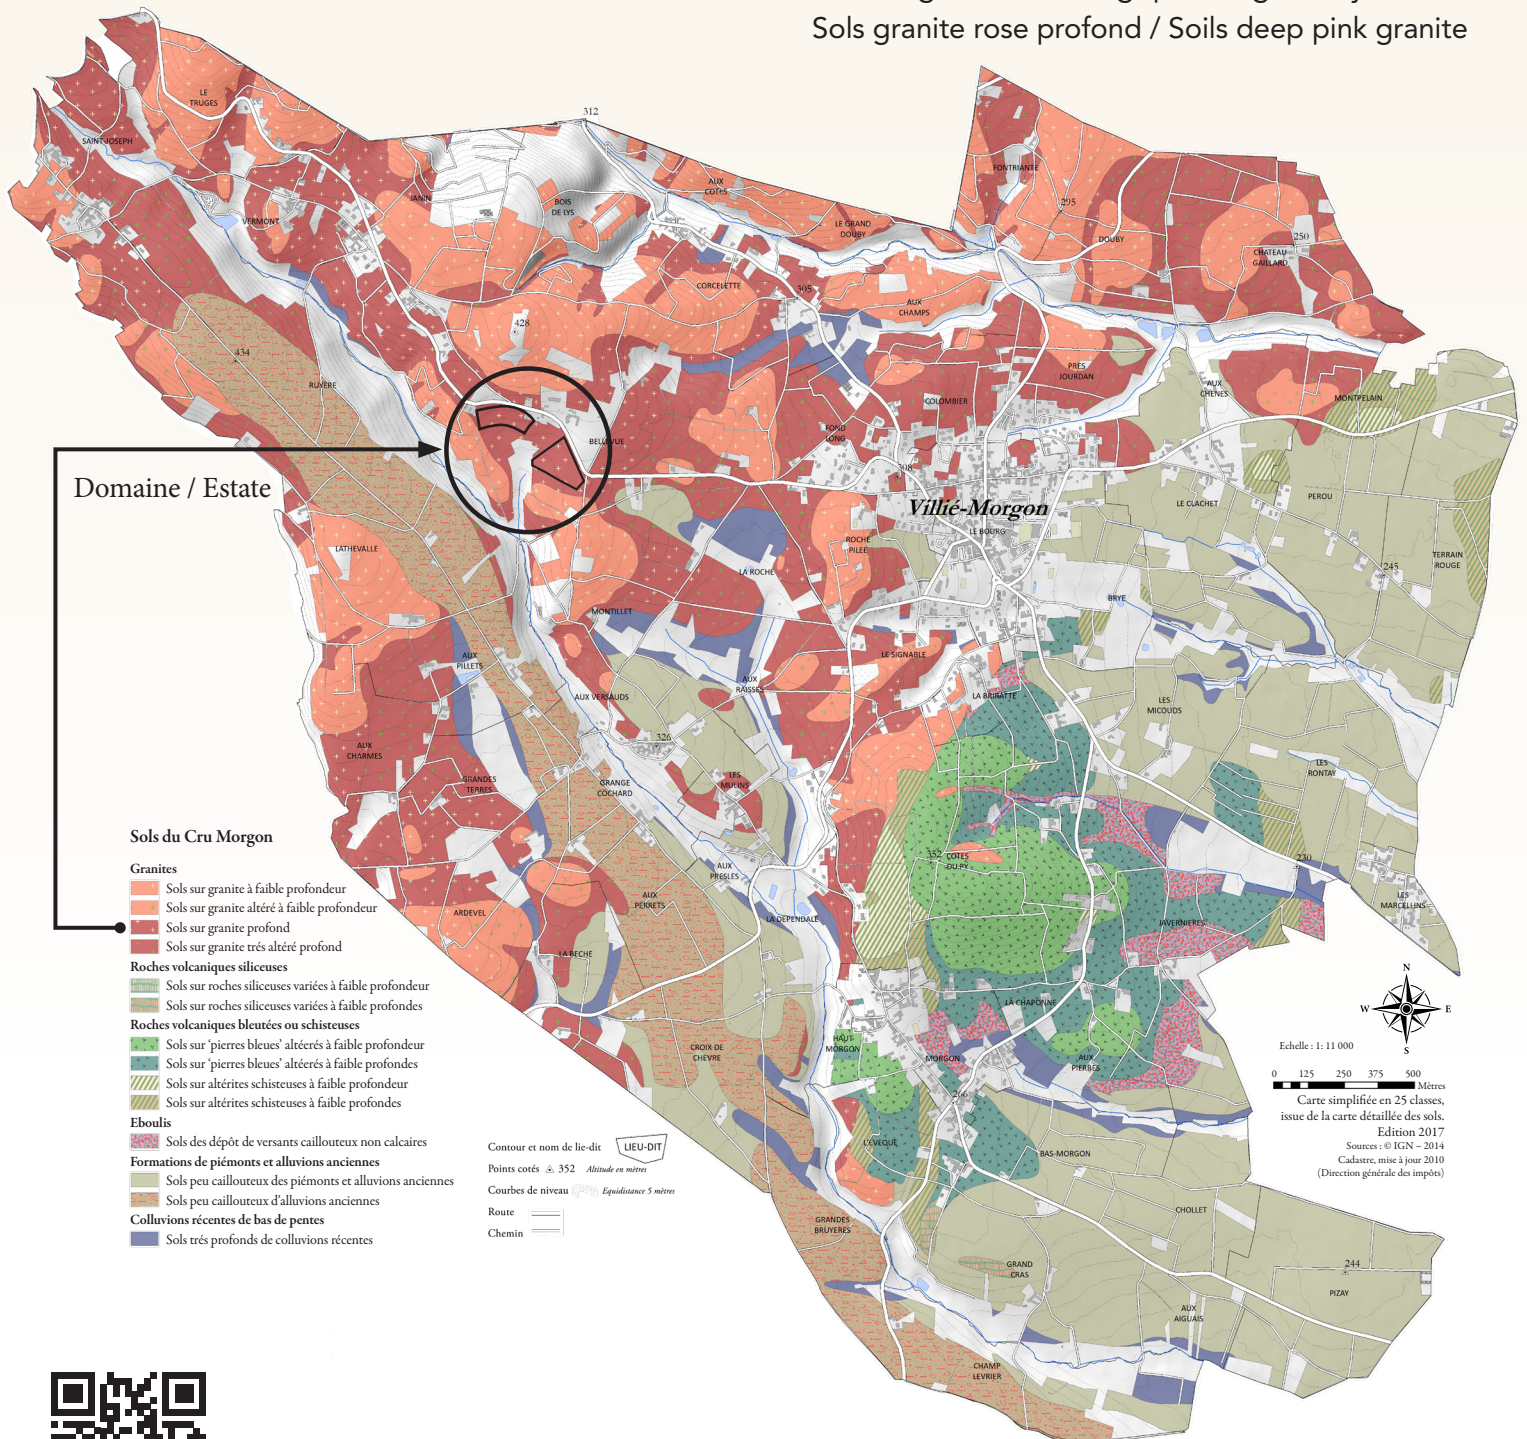 Sols granite rose profond / Soils deep pink granite
312
LE
TRUGES
SAINT-JOSEPH
FONTRIANTE
AUX
COTES
JANIN
BOIS
DE LYS
295
VERMONT
LE GRAND
DOUBY
DOUBY
250
CHATEAU
GAILLARD
CORCELETTE
305
AUX
CHAMPS
428
434
PRES
JOURDAN
RUYERE
AUX
CHENES
COLOMBIER
MONTPELAIN
FOND
LONG
BELLEVUE
308
Domaine / Estate
PEROU
LE CLACHET
Villié-Morgon
LE BOURG
ROCHE
PILEE
LATHEVALLE
TERRAIN
ROUGE
245
LA ROCHE
BRYE
MONTILLET
LE SIGNABLE
AUX
PILLETS
AUX
RAISSES
AUX VERSAUDS
LA BRIRATTE
LES
MICOUDS
326
AUX
CHARMES
LES
RONTAY
GRANDES
TERRES
GRANGE
COCHARD
LES
MULINS
352
COTES
DU PY
230
AUX
PRESLES
AUX
PERRETS
LES
MARCELLINS
ARDEVEL
LA DEPENDALE
JAVERNIERES
LA BECHE
LA CHAPONNE
CROIX DE
CHEVRE
HAUT
MORGON
MORGON
AUX
PIERRES
266
L'EVEQUE
BAS-MORGON
GRANDES
BRUYERES
CHOLLET
GRAND
CRAS
244
PIZAY
AUX
AIGUAIS
CHAMP
LEVRIER
Sols du Cru Morgon
Granites
Sols sur granite à faible profondeur
Sols sur granite altéré à faible profondeur
Sols sur granite profond
Sols sur granite trés altéré profond
Roches volcaniques siliceuses
Sols sur roches siliceuses variées à faible profondeur
Sols sur roches siliceuses variées à faible profondes
Roches volcaniques bleutées ou schisteuses
Sols sur ‘pierres bleues’ altéerés à faible profondeur
Sols sur ‘pierres bleues’ altéerés à faible profondes
Sols sur altérites schisteuses à faible profondeur
Sols sur altérites schisteuses à faible profondes
Eboulis
Sols des dépôt de versants caillouteux non calcaires
Formations de piémonts et alluvions anciennes
Sols peu caillouteux des piémonts et alluvions anciennes
Sols peu caillouteux d’alluvions anciennes
Colluvions récentes de bas de pentes
Sols trés profonds de colluvions récentes
Contour et nom de lie-dit LIEU-DIT
Points cotés 352 Altitude en mètres
Courbes de niveau Equidistance 5 mètres
Route
Chemin
N
W E
S
Echelle : 1: 11 000
0 125 250 375 500
Mètres
Carte simplifiée en 25 classes,
issue de la carte détaillée des sols.
Edition 2017
Sources : © IGN – 2014
Cadastre, mise à jour 2010
(Direction générale des impôts)